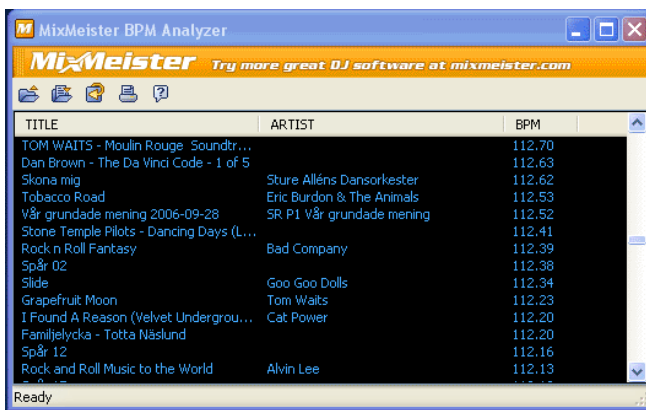 MixMeister BPM Analyzer
MixMeister Try more great DJ software at mixmeister.com
TITLE ARTIST BPM
TOM WAITS - Moulin Rouge Soundtr... 112.70
Dan Brown - The Da Vinci Code - 1 of 5 112.63
Skona mig Sture Alléns Dansorkester 112.62
Tobacco Road Eric Burdon & The Animals 112.53
Vår grundade mening 2006-09-28 SR P1 Vår grundade mening 112.52
Stone Temple Pilots - Dancing Days (L... 112.41
Rock n Roll Fantasy Bad Company 112.39
Spår 02 112.38
Slide Goo Goo Dolls 112.34
Grapefruit Moon Tom Waits 112.23
I Found A Reason (Velvet Undergrou... Cat Power 112.20
Familjelycka - Totta Näslund 112.20
Spår 12 112.16
Rock and Roll Music to the World Alvin Lee 112.13
Ready